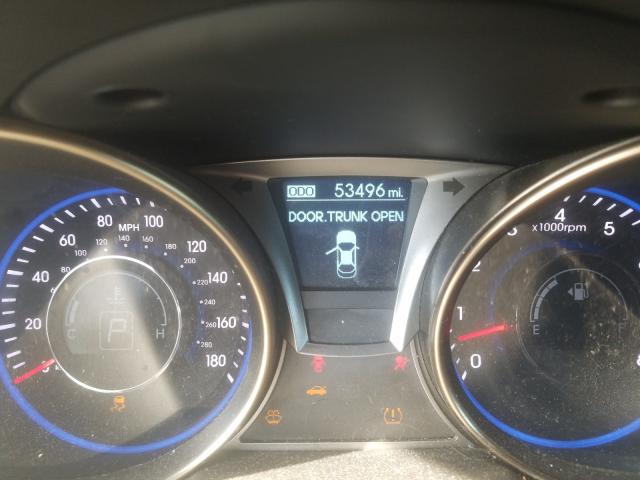 ODO 53496 mi.
DOOR.TRUNK OPEN
MPH
20 40 60 80 100 120 140 160 180
80 100 120 140 160 180 200 220 240 260 280
C H
P
x1000rpm
0 1 2 3 4 5
E F